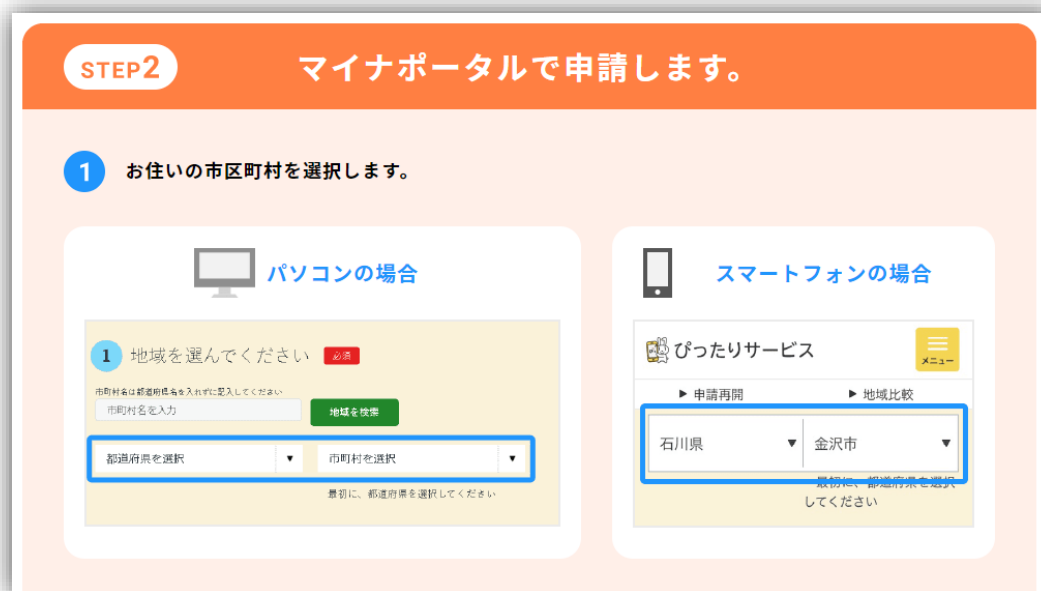 STEP2
マイナポータルで申請します。
1
お住いの市区町村を選択します。
パソコンの場合
1 地域を選んでください 必須
市町村名は都道府県名を入れずに記入してください
市町村名を入力
地域を検索
都道府県を選択 ▼ 市町村を選択 ▼
最初に、都道府県を選択してください
スマートフォンの場合
ぴったりサービス
メニュー
▶ 申請再開 ▶ 地域比較
石川県 ▼ 金沢市 ▼
最初に、都道府県を選択
してください